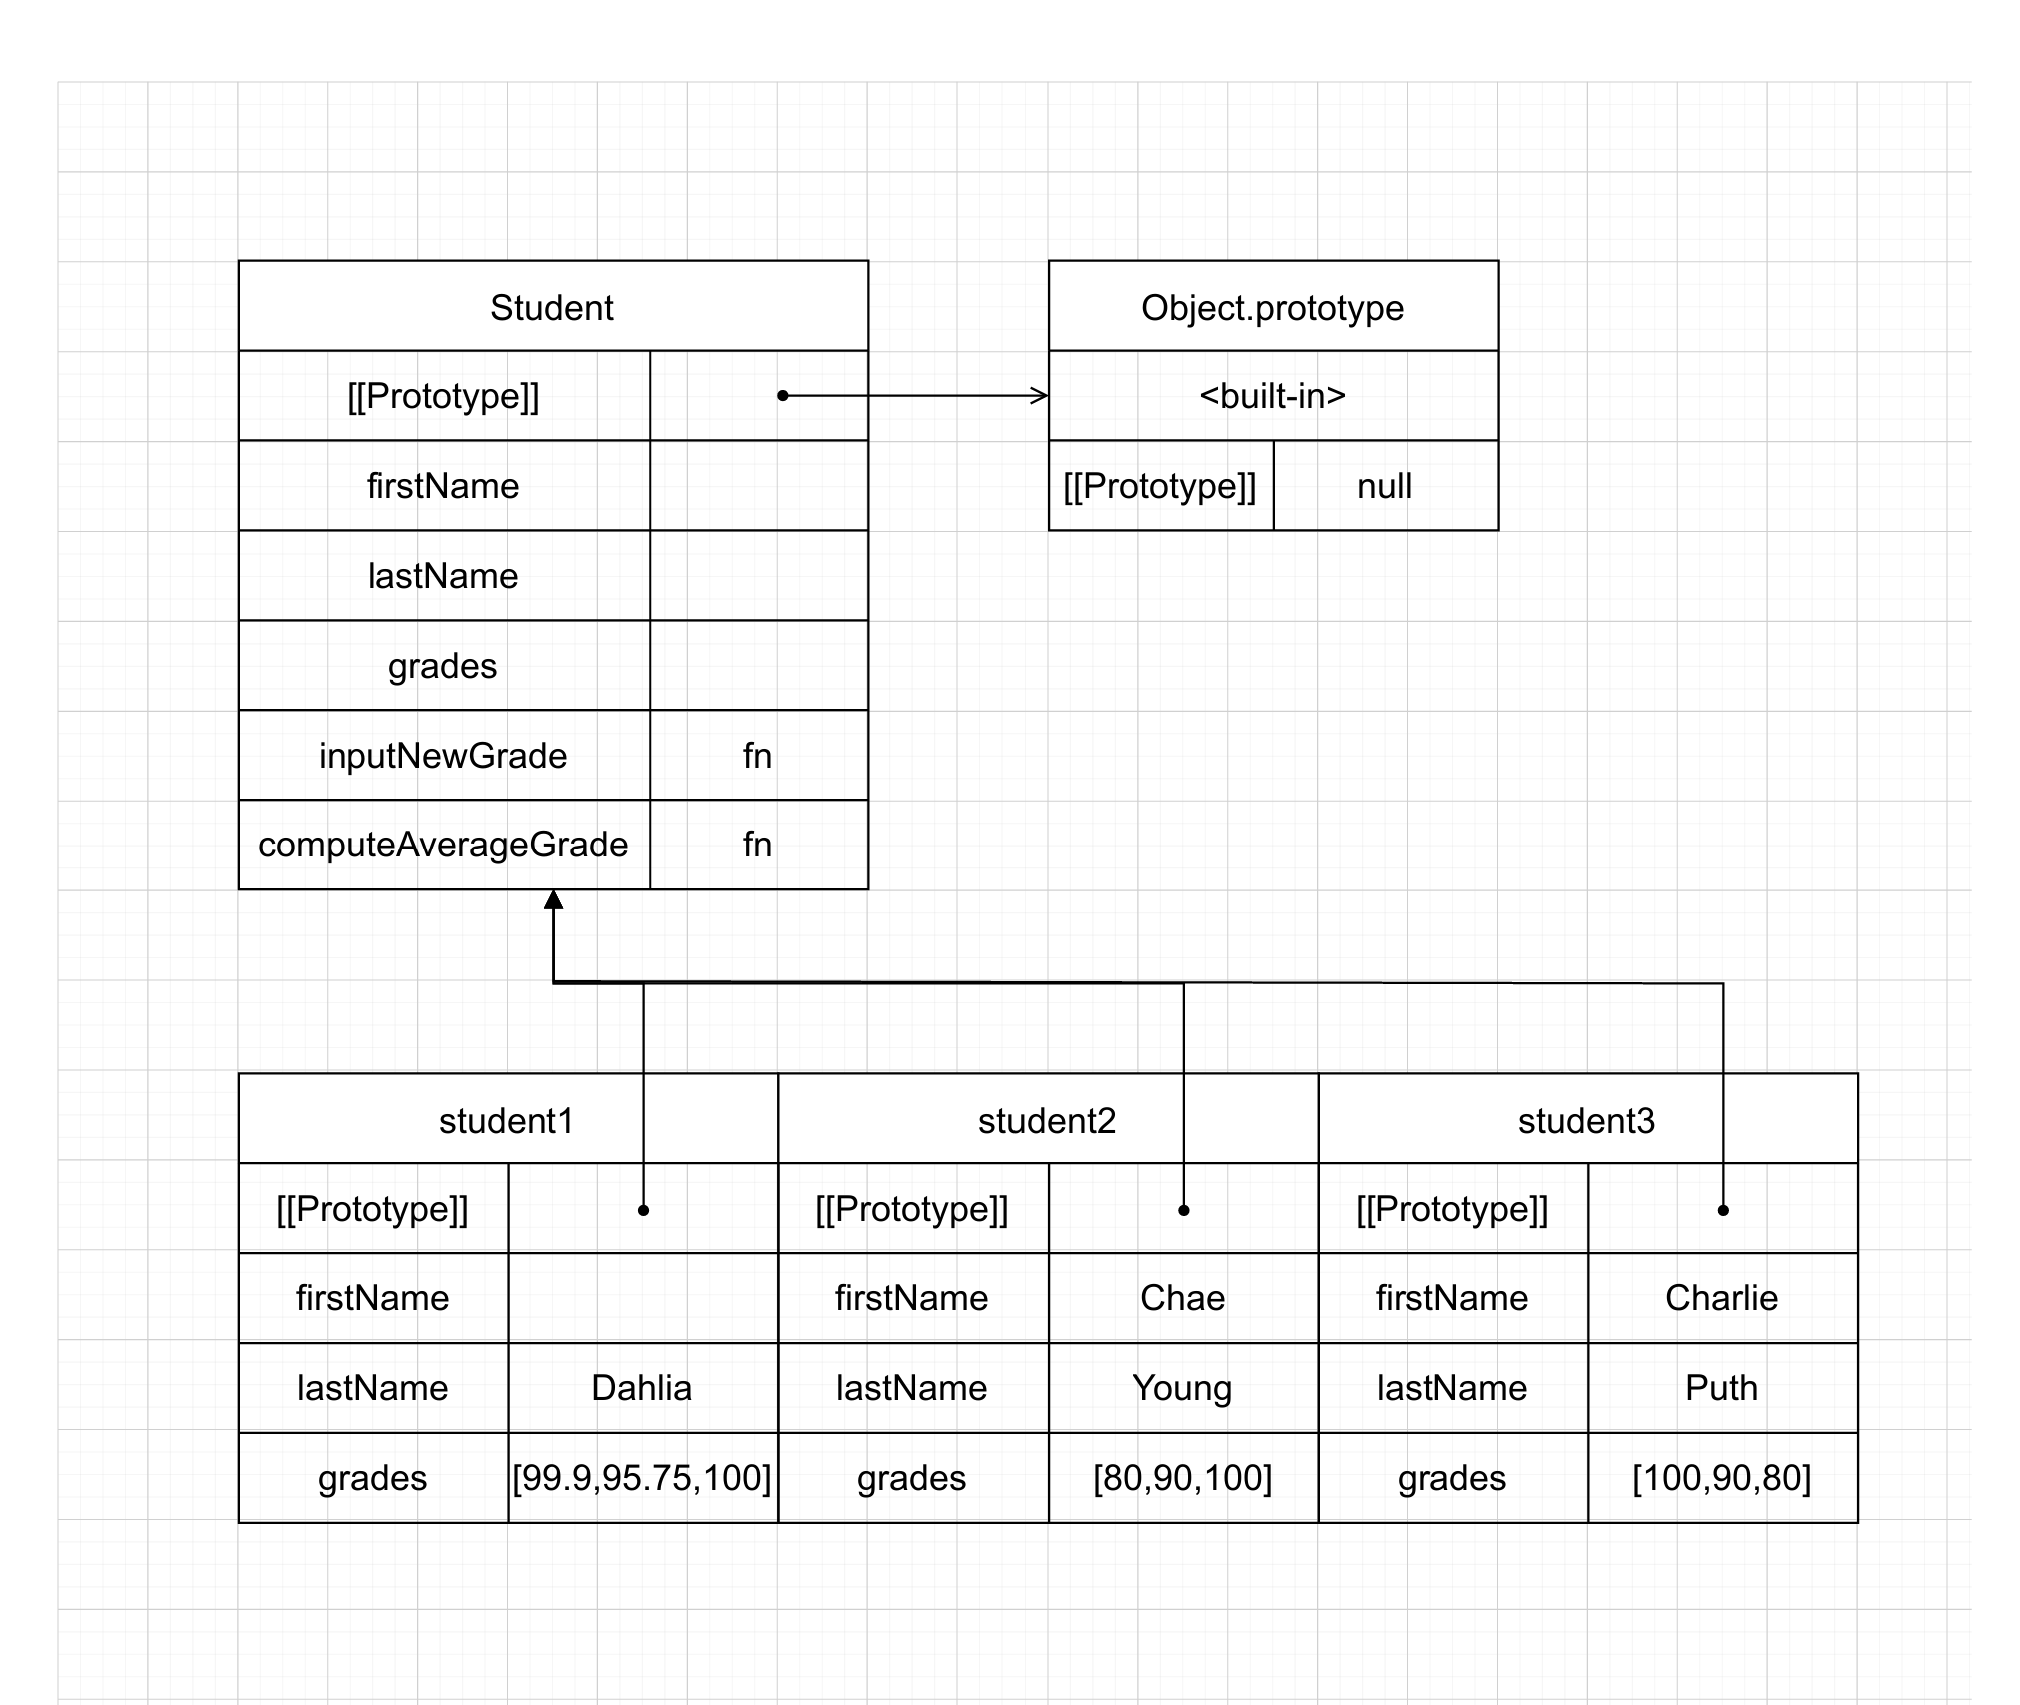 Student
[[Prototype]]
firstName
lastName
grades
inputNewGrade fn
computeAverageGrade fn
Object.prototype
<built-in>
[[Prototype]] null
student1 student2 student3
[[Prototype]] [[Prototype]] [[Prototype]]
firstName firstName Chae firstName Charlie
lastName Dahlia lastName Young lastName Puth
grades [99.9,95.75,100] grades [80,90,100] grades [100,90,80]